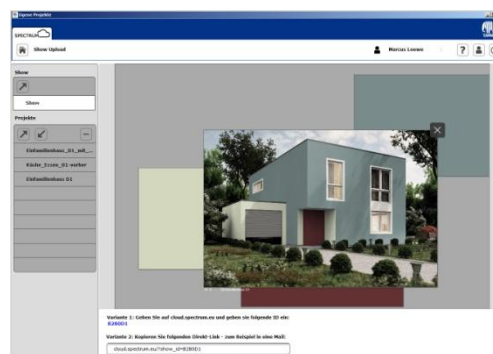 Eigene Projekte
SPECTRUM
Show Upload
Marcus Loewe
?
Show
Show
Projekte
Einfamilienhaus_01_mit_...
Küche_Essen_01-vorher
Einfamilienhaus 01
Variante 1: Gehen Sie auf cloud.spectrum.eu und geben sie folgende ID ein:
Variante 2: Kopieren Sie folgenden Direkt-Link - zum Beispiel in eine Mail: